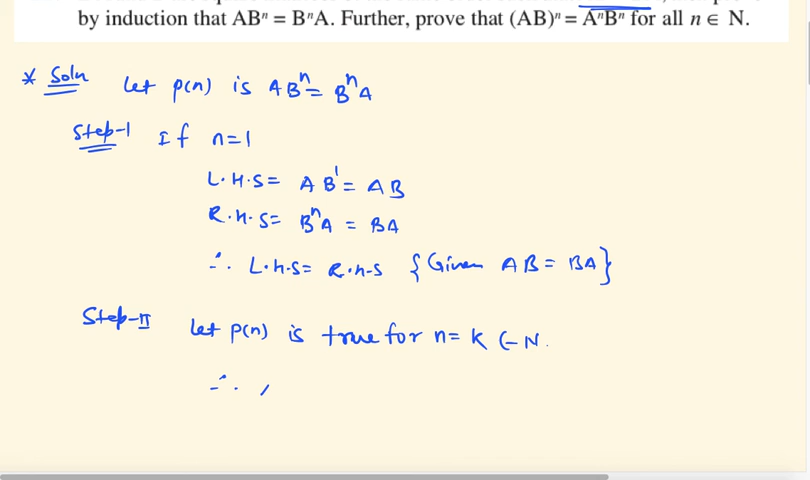 by induction that ABⁿ = BⁿA. Further, prove that (AB)ⁿ = AⁿBⁿ for all n ∈ N.
* Soln Let p(n) is ABⁿ = BⁿA
Step-1 If n=1
L.H.S = AB¹ = AB
R.H.S = BⁿA = BA
∴ L.h.S = R.h.S {Given AB = BA}
Step-II Let p(n) is true for n = k ∈ N.
∴